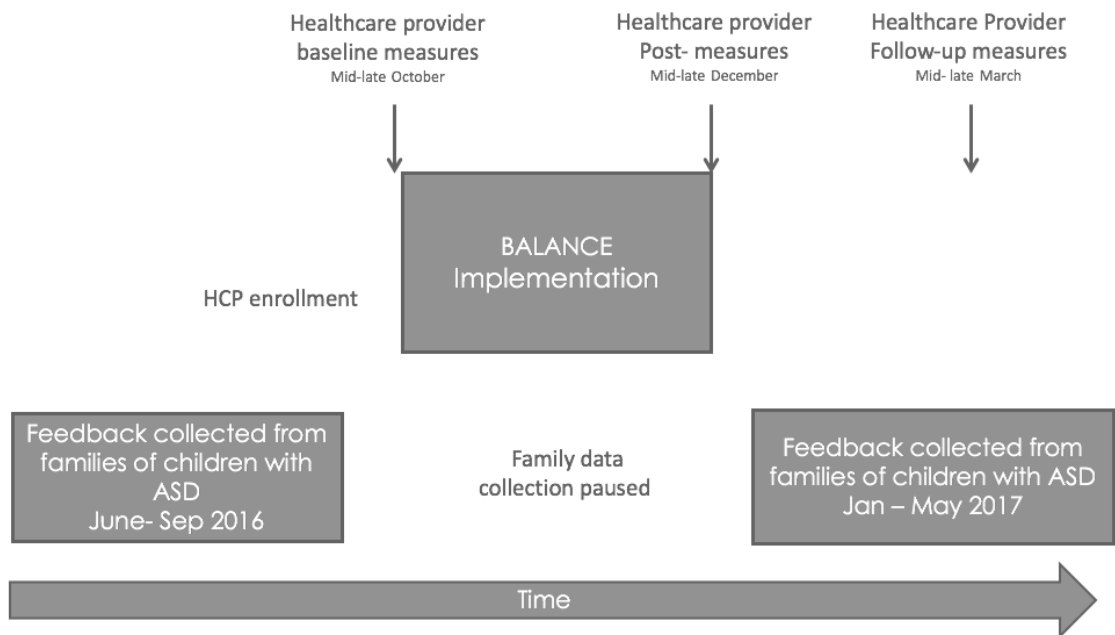 Healthcare provider
baseline measures
Mid-late October
Healthcare provider
Post- measures
Mid-late December
Healthcare Provider
Follow-up measures
Mid- late March
BALANCE
Implementation
HCP enrollment
Feedback collected from
families of children with
ASD
June- Sep 2016
Family data
collection paused
Feedback collected from
families of children with ASD
Jan – May 2017
Time